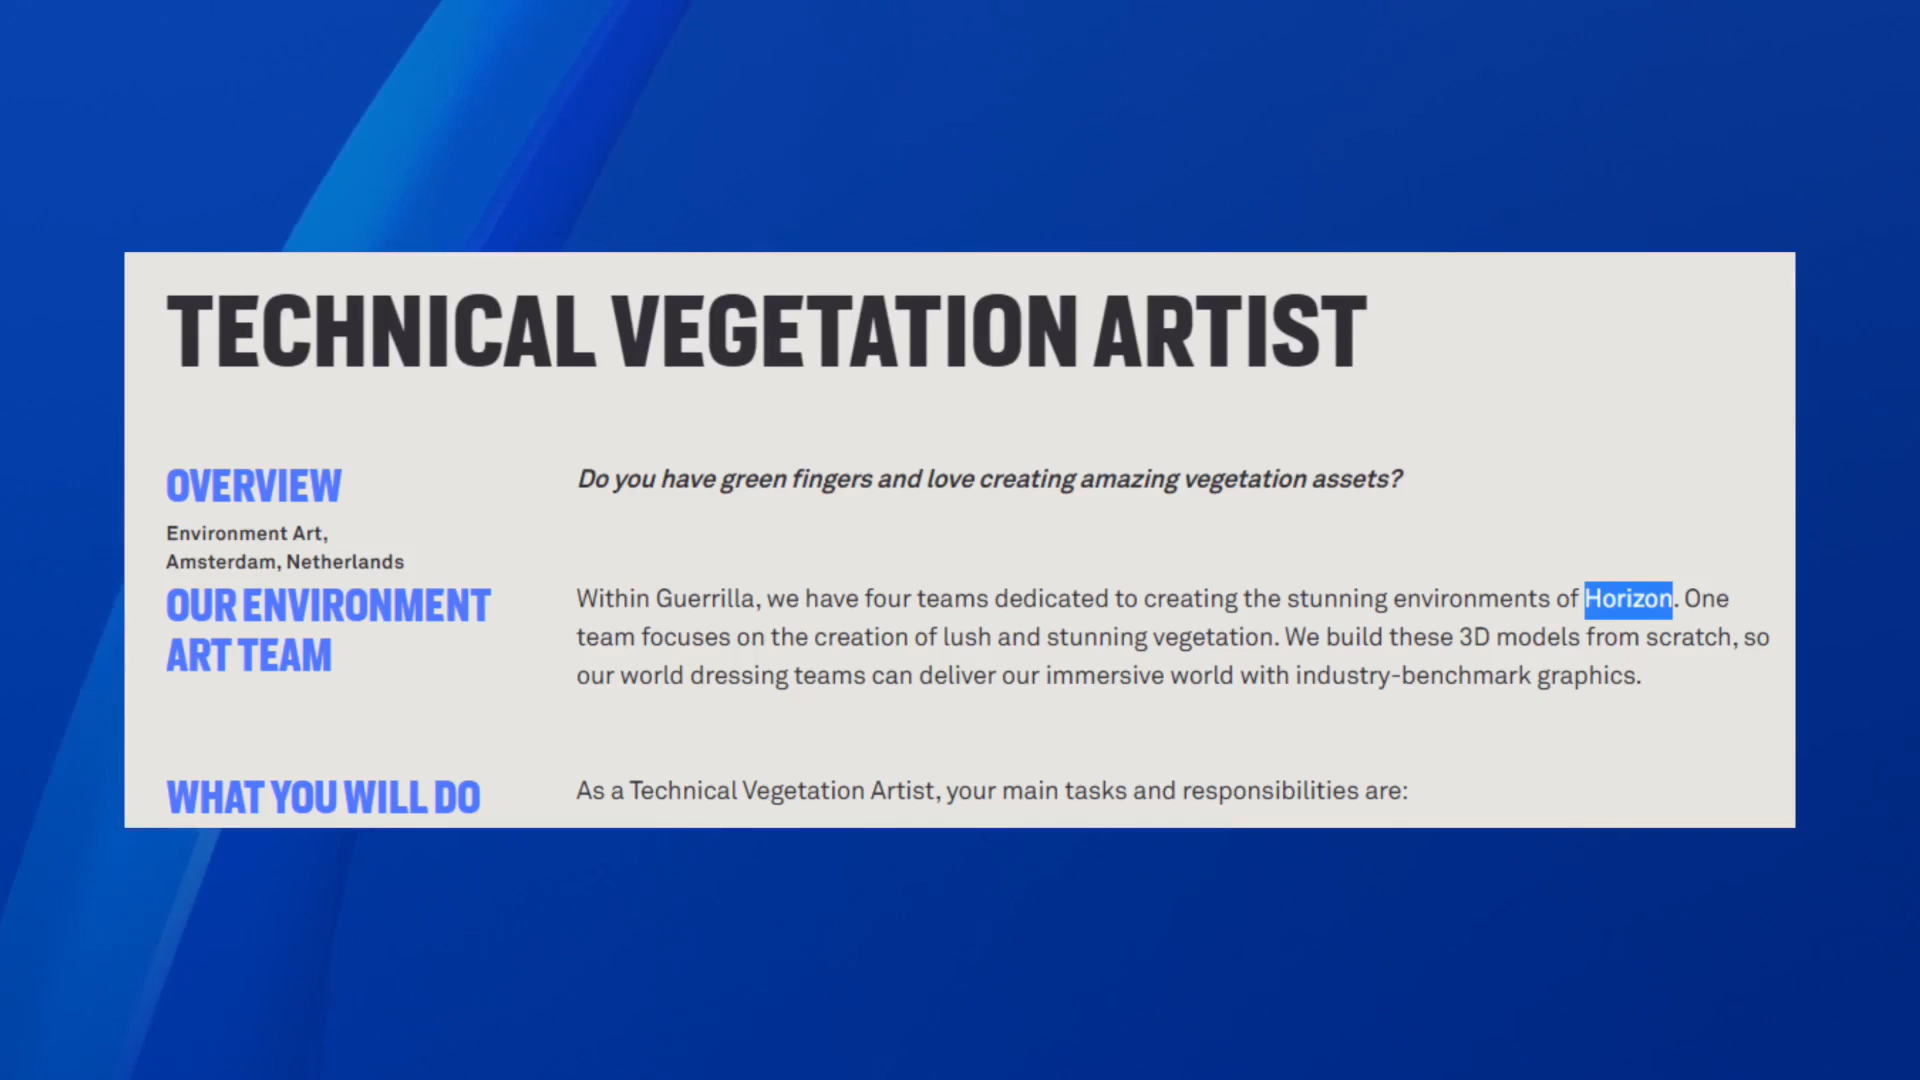 TECHNICAL VEGETATION ARTIST
OVERVIEW
Environment Art,
Amsterdam, Netherlands
Do you have green fingers and love creating amazing vegetation assets?
OUR ENVIRONMENT
ART TEAM
Within Guerrilla, we have four teams dedicated to creating the stunning environments of Horizon. One
team focuses on the creation of lush and stunning vegetation. We build these 3D models from scratch, so
our world dressing teams can deliver our immersive world with industry-benchmark graphics.
WHAT YOU WILL DO
As a Technical Vegetation Artist, your main tasks and responsibilities are: